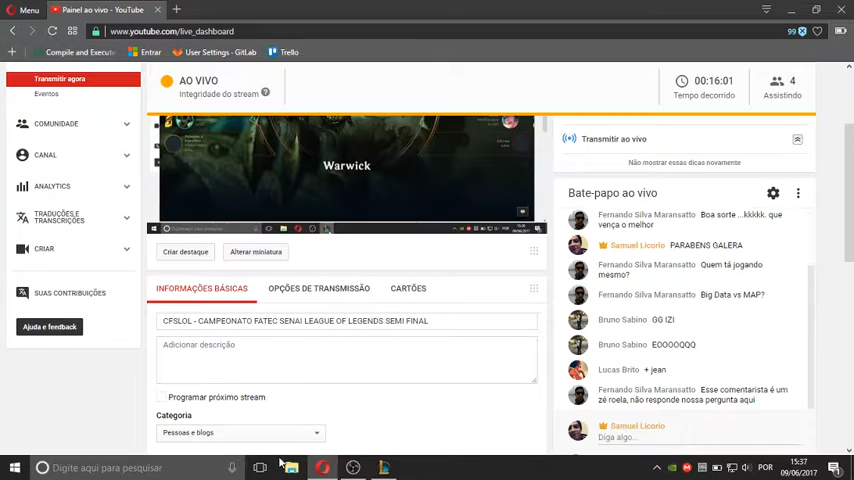 Menu
Painel ao vivo - YouTube
www.youtube.com/live_dashboard
99
Compile and Execute
Entrar
User Settings · GitLab
Trello
Transmitir agora
Eventos
COMUNIDADE
CANAL
ANALYTICS
TRADUÇÕES E
TRANSCRIÇÕES
CRIAR
SUAS CONTRIBUIÇÕES
Ajuda e feedback
AO VIVO
Integridade do stream
00:16:01
Tempo decorrido
4
Assistindo
Warwick
Criar destaque
Alterar miniatura
INFORMAÇÕES BÁSICAS
OPÇÕES DE TRANSMISSÃO
CARTÕES
CFSLOL - CAMPEONATO FATEC SENAI LEAGUE OF LEGENDS SEMI FINAL
Adicionar descrição
Programar próximo stream
Categoria
Pessoas e blogs
Transmitir ao vivo
Não mostrar essas dicas novamente
Bate-papo ao vivo
Fernando Silva Maransatto Boa sorte ...kkkk. que
vença o melhor
Samuel Licorio PARABENS GALERA
Fernando Silva Maransatto Quem tá jogando
mesmo?
Fernando Silva Maransatto Big Data vs MAP?
Bruno Sabino GG IZI
Bruno Sabino EOOOOQQQ
Lucas Brito + jean
Fernando Silva Maransatto Esse comentarista é um
zé roela, não responde nossa pergunta aqui
Samuel Licorio
Diga algo...
Digite aqui para pesquisar
POR
15:37
09/06/2017